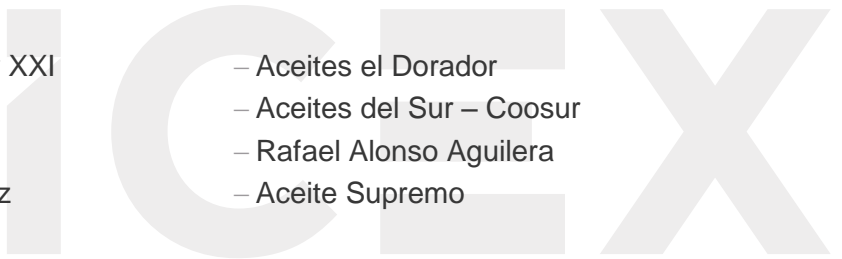 XXI – Aceites el Dorador
– Aceites del Sur – Coosur
– Rafael Alonso Aguilera
z – Aceite Supremo
ICEX